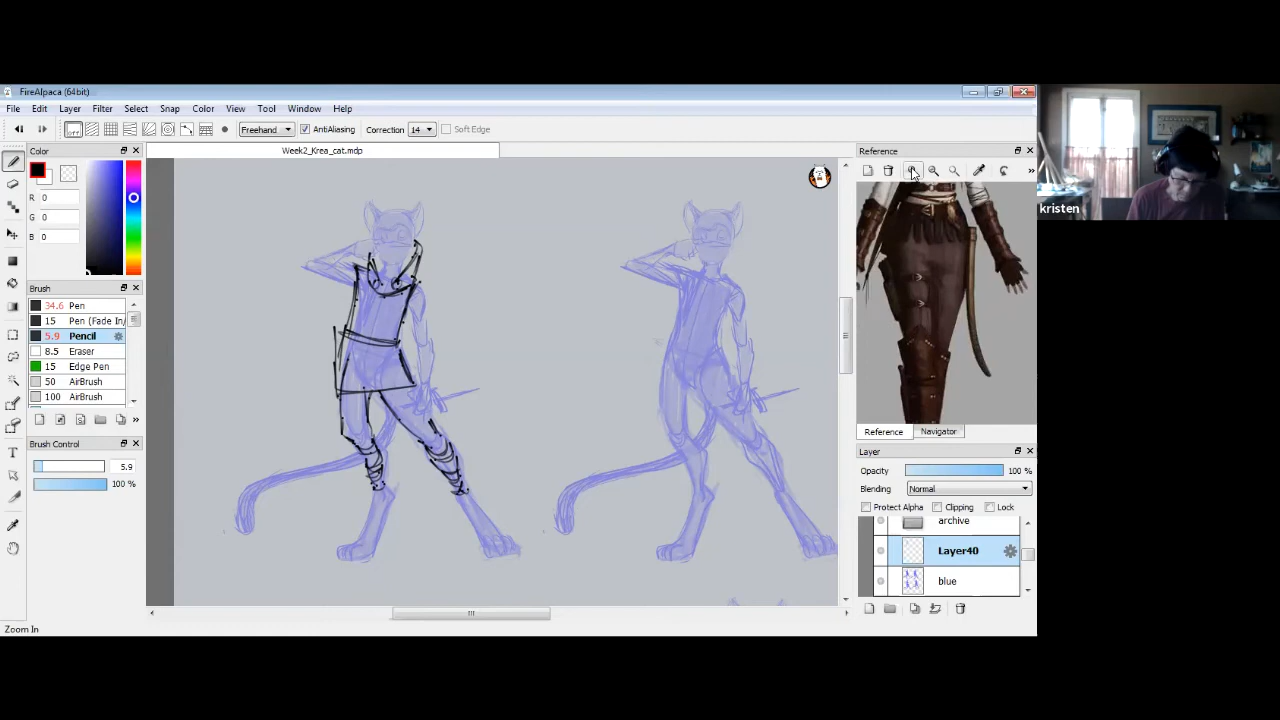 FireAlpaca (64bit)
File Edit Layer Filter Select Snap Color View Tool Window Help
Off Freehand AntiAliasing Correction 14 Soft Edge
Color
Week2_Krea_cat.mdp
Reference
R 0
G 0
B 0
kristen
Brush
34.6 Pen
15 Pen (Fade In/
5.9 Pencil
8.5 Eraser
15 Edge Pen
50 AirBrush
100 AirBrush
Brush Control
5.9
100 %
Reference Navigator
Layer
Opacity 100 %
Blending Normal
Protect Alpha Clipping Lock
archive
Layer40
blue
Zoom In